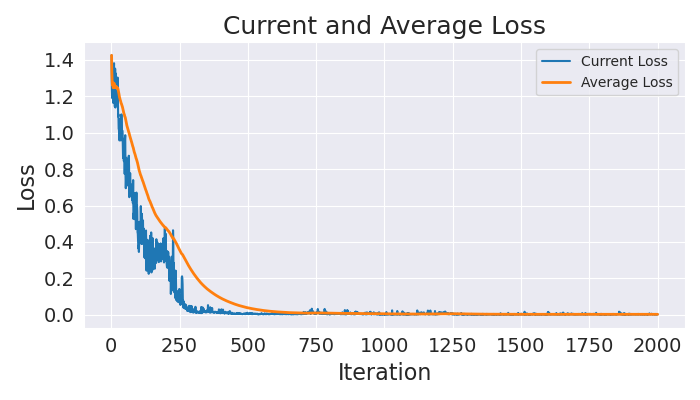 Current and Average Loss
Current Loss
Average Loss
Loss
1.4
1.2
1.0
0.8
0.6
0.4
0.2
0.0
0 250 500 750 1000 1250 1500 1750 2000
Iteration